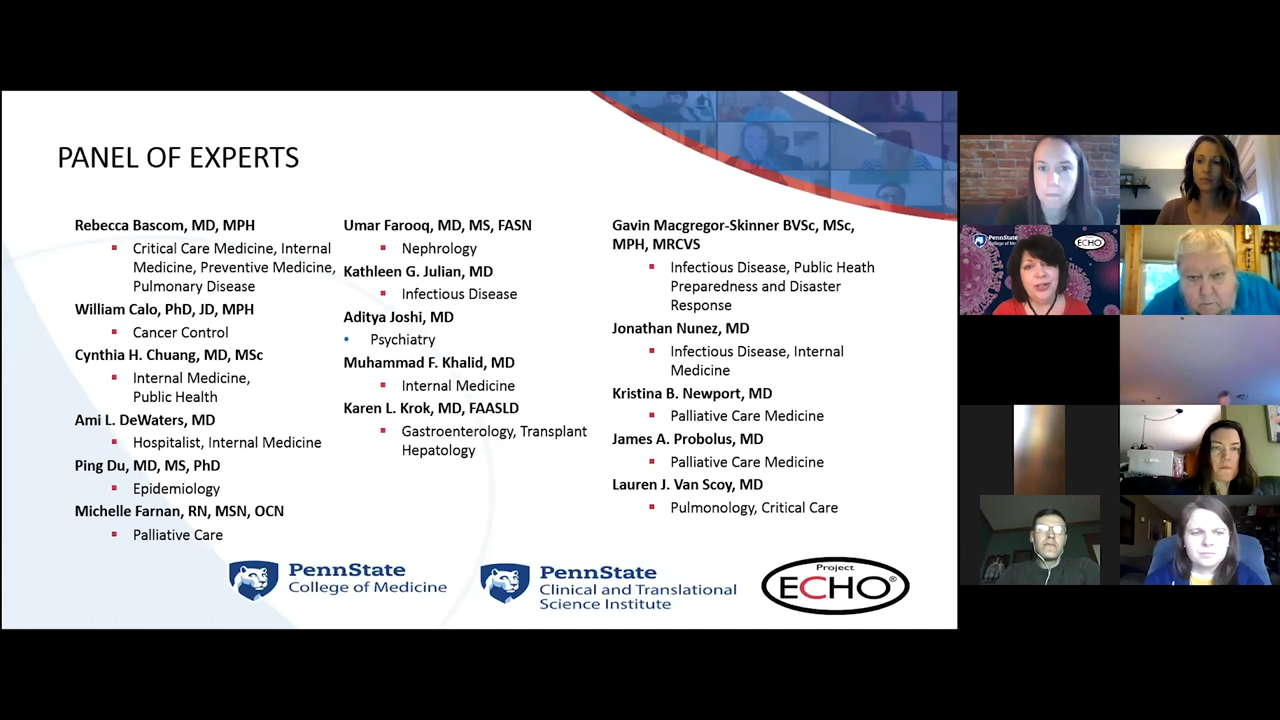 PANEL OF EXPERTS
Rebecca Bascom, MD, MPH
Critical Care Medicine, Internal
Medicine, Preventive Medicine,
Pulmonary Disease
William Calo, PhD, JD, MPH
Cancer Control
Cynthia H. Chuang, MD, MSc
Internal Medicine,
Public Health
Ami L. DeWaters, MD
Hospitalist, Internal Medicine
Ping Du, MD, MS, PhD
Epidemiology
Michelle Farnan, RN, MSN, OCN
Palliative Care
Umar Farooq, MD, MS, FASN
Nephrology
Kathleen G. Julian, MD
Infectious Disease
Aditya Joshi, MD
Psychiatry
Muhammad F. Khalid, MD
Internal Medicine
Karen L. Krok, MD, FAASLD
Gastroenterology, Transplant
Hepatology
Gavin Macgregor-Skinner BVSc, MSc,
MPH, MRCVS
Infectious Disease, Public Heath
Preparedness and Disaster
Response
Jonathan Nunez, MD
Infectious Disease, Internal
Medicine
Kristina B. Newport, MD
Palliative Care Medicine
James A. Probolus, MD
Palliative Care Medicine
Lauren J. Van Scoy, MD
Pulmonology, Critical Care
PennState
College of Medicine
PennState
Clinical and Translational
Science Institute
Project
ECHO®
PennState
College of Me
ECHO